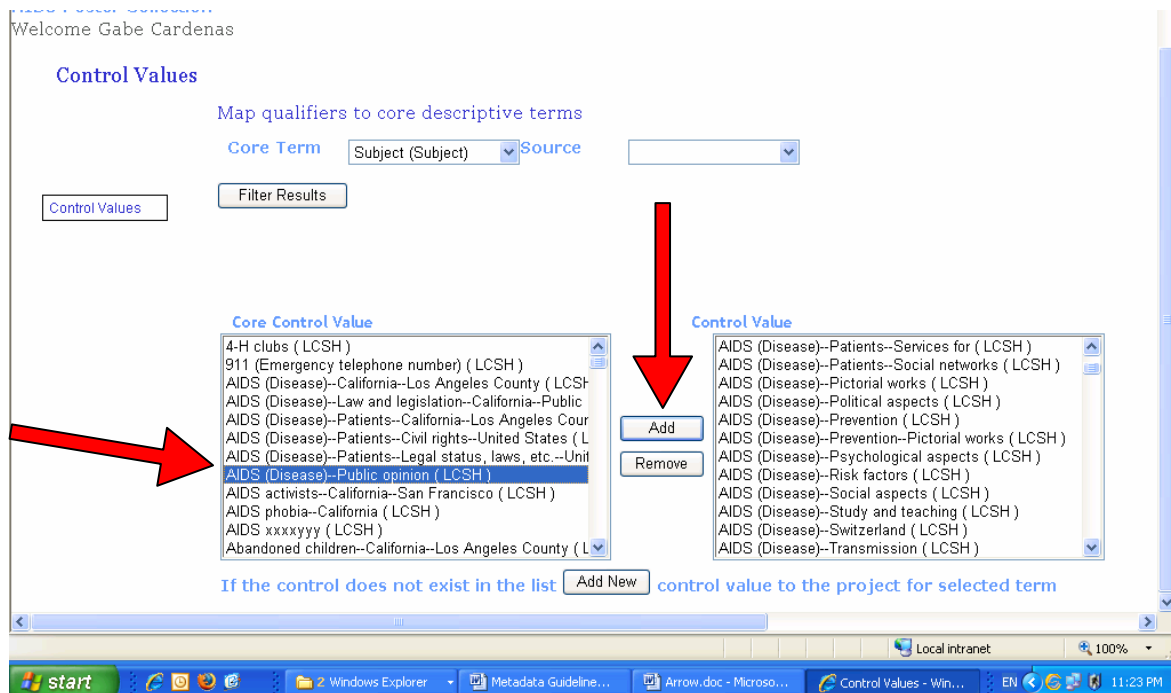 AIDS Poster Collection
Welcome Gabe Cardenas
Control Values
Map qualifiers to core descriptive terms
Core Term Subject (Subject) Source
Filter Results
Control Values
Core Control Value
4-H clubs ( LCSH )
911 (Emergency telephone number) ( LCSH )
AIDS (Disease)--California--Los Angeles County ( LCSH
AIDS (Disease)--Law and legislation--California--Public
AIDS (Disease)--Patients--California--Los Angeles Cour
AIDS (Disease)--Patients--Civil rights--United States ( L
AIDS (Disease)--Patients--Legal status, laws, etc.--Unit
AIDS (Disease)--Public opinion ( LCSH )
AIDS activists--California--San Francisco ( LCSH )
AIDS phobia--California ( LCSH )
AIDS xxxxyyy ( LCSH )
Abandoned children--California--Los Angeles County ( L
Add
Remove
Control Value
AIDS (Disease)--Patients--Services for ( LCSH )
AIDS (Disease)--Patients--Social networks ( LCSH )
AIDS (Disease)--Pictorial works ( LCSH )
AIDS (Disease)--Political aspects ( LCSH )
AIDS (Disease)--Prevention ( LCSH )
AIDS (Disease)--Prevention--Pictorial works ( LCSH )
AIDS (Disease)--Psychological aspects ( LCSH )
AIDS (Disease)--Risk factors ( LCSH )
AIDS (Disease)--Social aspects ( LCSH )
AIDS (Disease)--Study and teaching ( LCSH )
AIDS (Disease)--Switzerland ( LCSH )
AIDS (Disease)--Transmission ( LCSH )
If the control does not exist in the list Add New control value to the project for selected term
Local intranet 100%
start 2 Windows Explorer Metadata Guideline... Arrow.doc - Microso... Control Values - Win... EN 11:23 PM